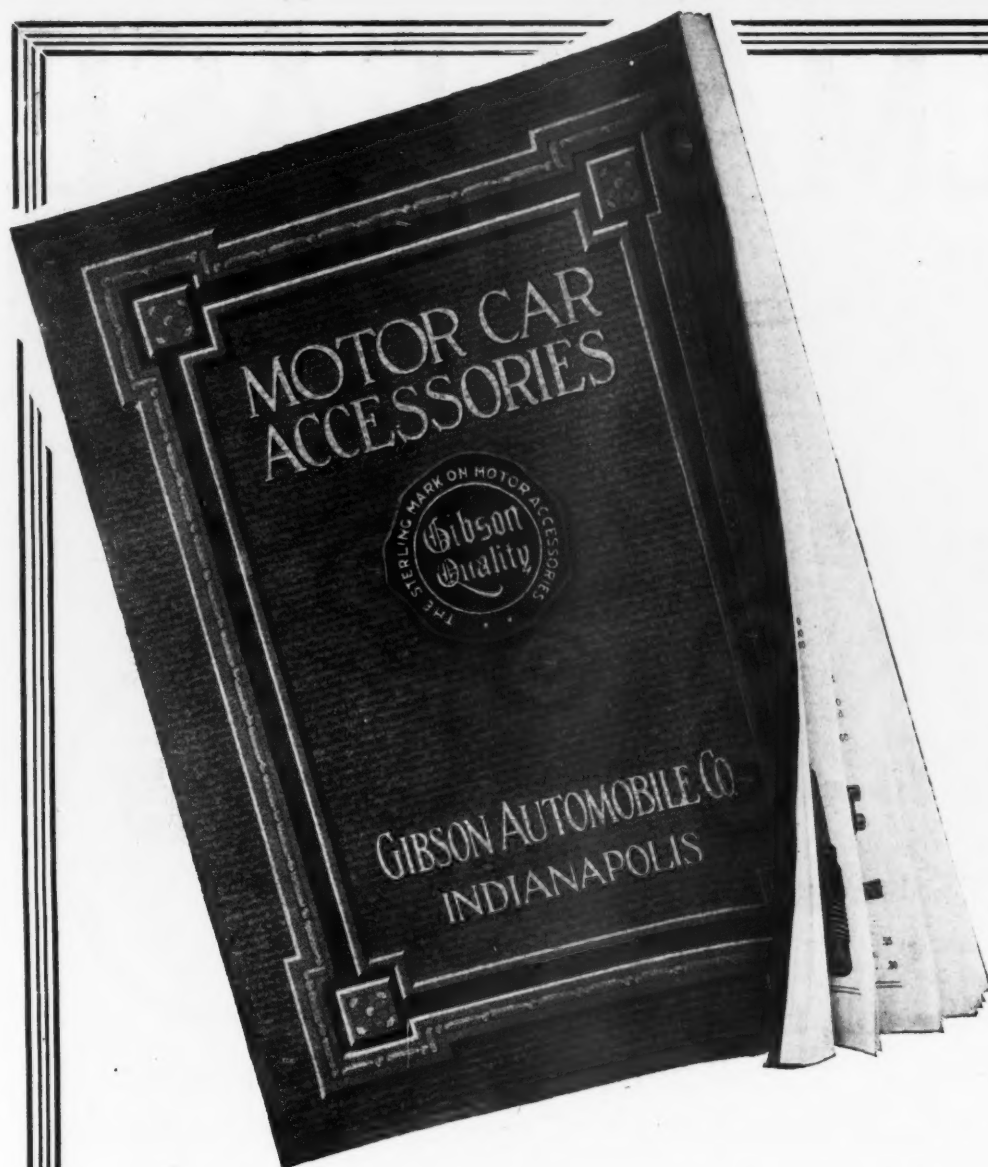 MOTOR CAR
ACCESSORIES
THE STERLING MARK ON MOTOR ACCESSORIES
Gibson
Quality
GIBSON AUTOMOBILE CO.
INDIANAPOLIS